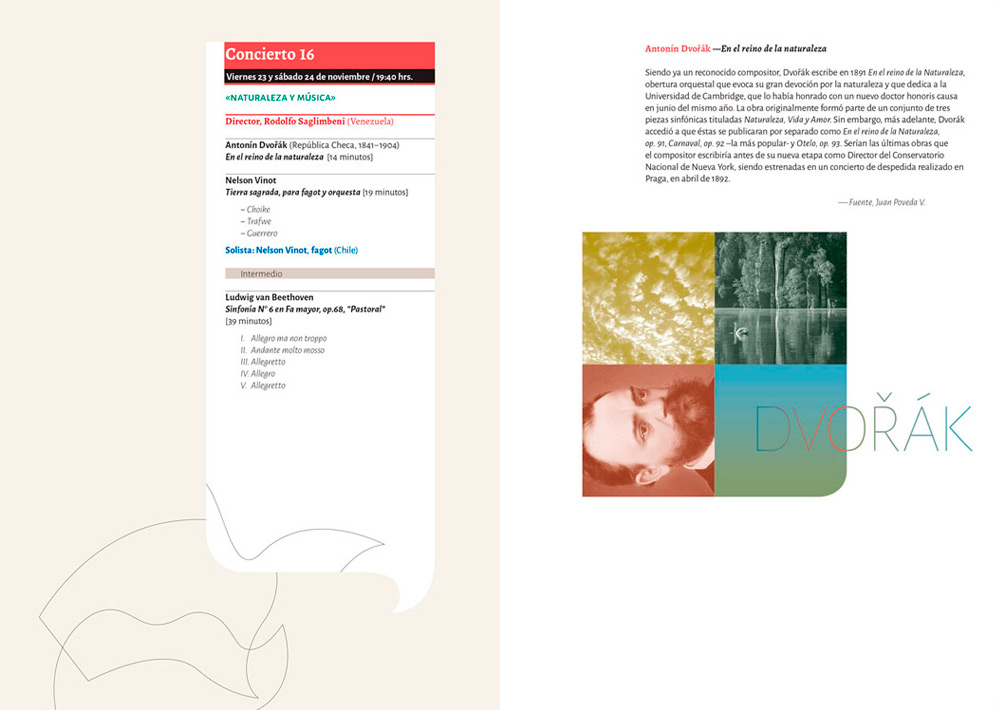 Concierto 16
Viernes 23 y sábado 24 de noviembre / 19:40 hrs.
«NATURALEZA Y MÚSICA»
Director, Rodolfo Saglimbeni (Venezuela)
Antonín Dvořák (República Checa, 1841–1904)
En el reino de la naturaleza [14 minutos]
Nelson Vinot
Tierra sagrada, para fagot y orquesta [19 minutos]
– Choike
– Trafwe
– Guerrero
Solista: Nelson Vinot, fagot (Chile)
Intermedio
Ludwig van Beethoven
Sinfonía N° 6 en Fa mayor, op.68, "Pastoral"
[39 minutos]
I. Allegro ma non troppo
II. Andante molto mosso
III. Allegretto
IV. Allegro
V. Allegretto
Antonín Dvořák —En el reino de la naturaleza
Siendo ya un reconocido compositor, Dvořák escribe en 1891 En el reino de la Naturaleza,
obertura orquestal que evoca su gran devoción por la naturaleza y que dedica a la
Universidad de Cambridge, que lo había honrado con un nuevo doctor honoris causa
en junio del mismo año. La obra originalmente formó parte de un conjunto de tres
piezas sinfónicas tituladas Naturaleza, Vida y Amor. Sin embargo, más adelante, Dvořák
accedió a que éstas se publicaran por separado como En el reino de la Naturaleza,
op. 91, Carnaval, op. 92 –la más popular- y Otelo, op. 93. Serían las últimas obras que
el compositor escribiría antes de su nueva etapa como Director del Conservatorio
Nacional de Nueva York, siendo estrenadas en un concierto de despedida realizado en
Praga, en abril de 1892.
— Fuente, Juan Poveda V.
DVOŘÁK